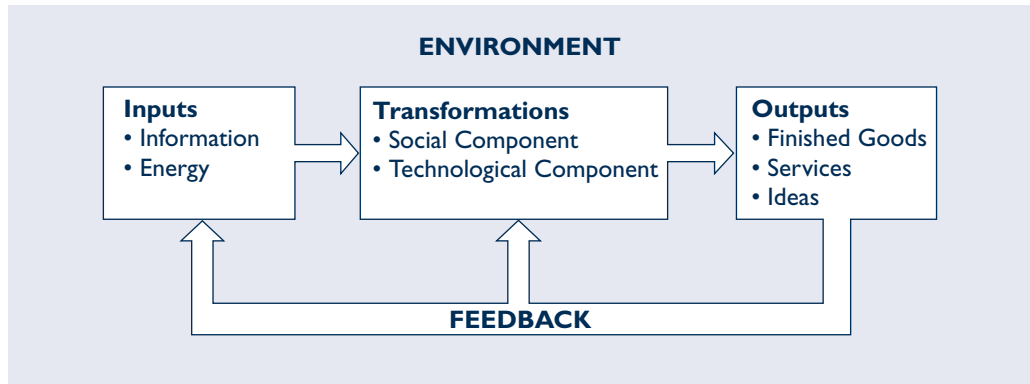 ENVIRONMENT
Inputs
• Information
• Energy
Transformations
• Social Component
• Technological Component
Outputs
• Finished Goods
• Services
• Ideas
FEEDBACK